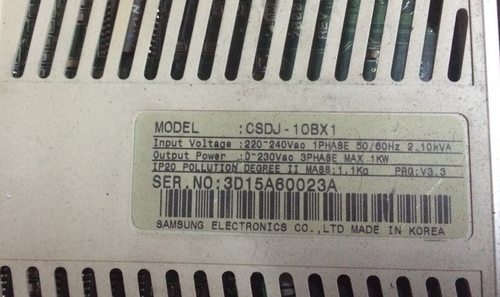 MODEL :CSDJ-10BX1
Input Voltage :220~240Vac 1PHASE 50/60Hz 2.10kVA
Output Power :0~230Vac 3PHASE MAX 1KW
IP20 POLLUTION DEGREE II MASS:1.1Kg PRG:V3.3
SER.NO:3D15A60023A
SAMSUNG ELECTRONICS CO.,LTD MADE IN KOREA